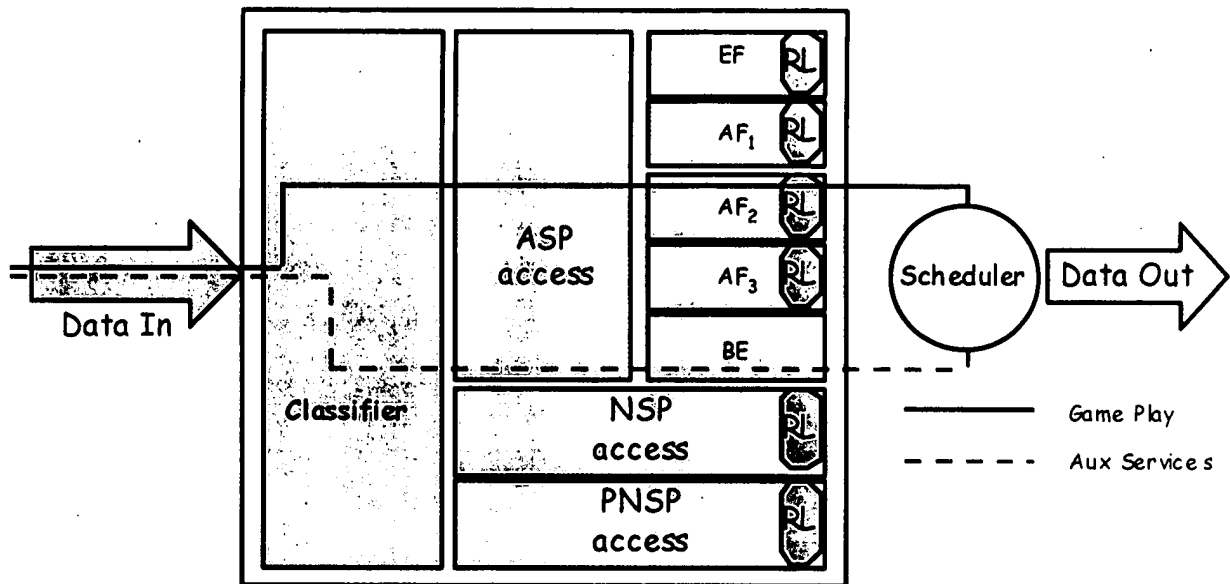 EF
RL
AF1
RL
AF2
RL
ASP
access
AF3
RL
Scheduler
Data Out
Data In
BE
Classifier
NSP
access
RL
Game Play
Aux Services
PNSP
access
RL